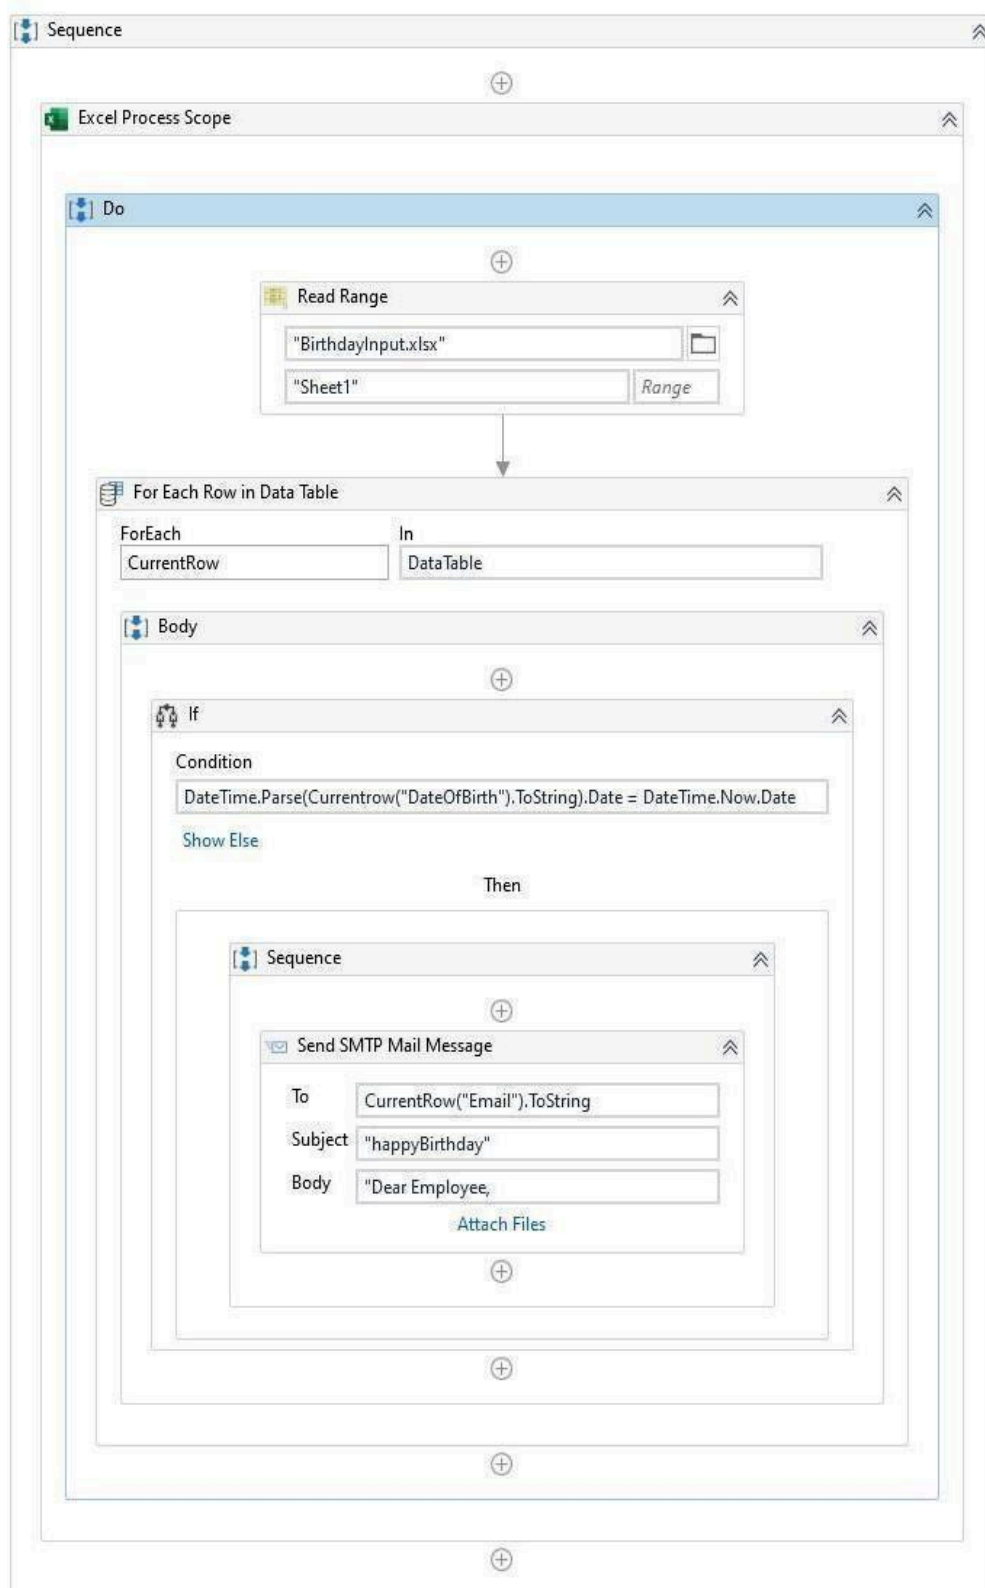 Sequence
Excel Process Scope
Do
Read Range
"BirthdayInput.xlsx"
"Sheet1" Range
For Each Row in Data Table
ForEach In
CurrentRow DataTable
Body
If
Condition
DateTime.Parse(Currentrow("DateOfBirth").ToString).Date = DateTime.Now.Date
Show Else
Then
Sequence
Send SMTP Mail Message
To CurrentRow("Email").ToString
Subject "happyBirthday"
Body "Dear Employee,
Attach Files